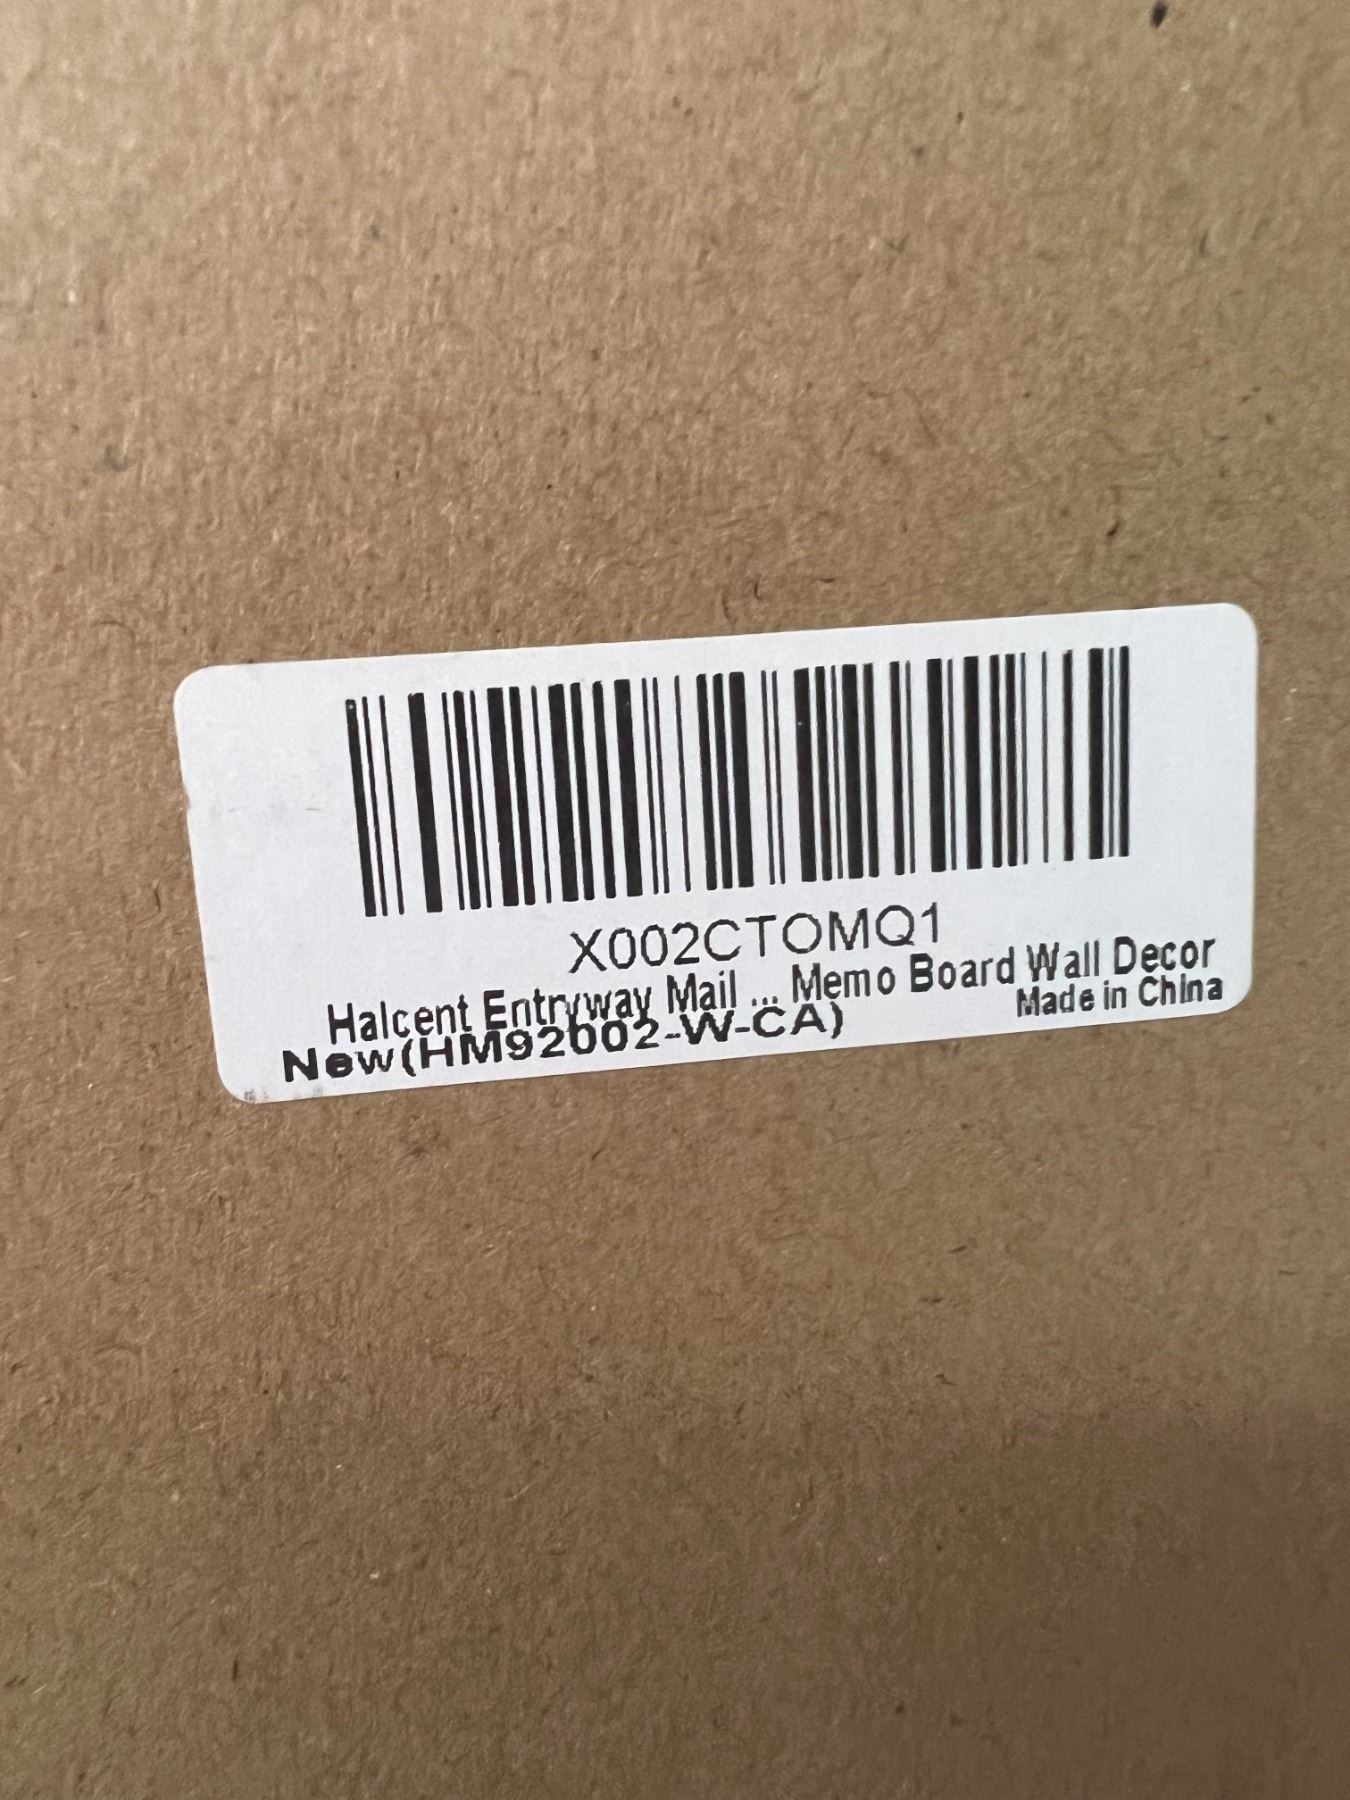 X002CTOMQ1
Halcent Entryway Mail ... Memo Board Wall Decor
New(HM92002-W-CA)
Made in China